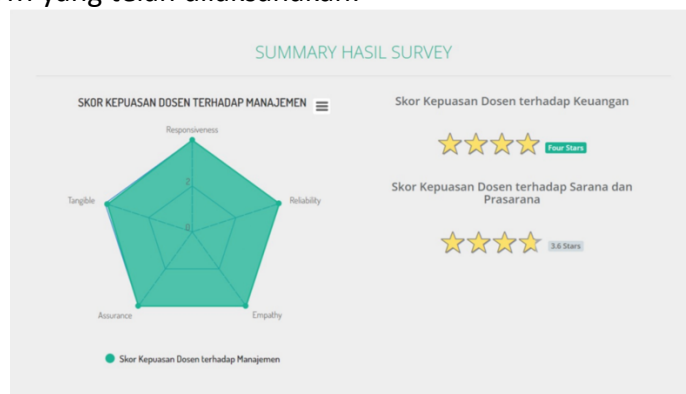 m yang telah dilaksanakan.
SUMMARY HASIL SURVEY
SKOR KEPUASAN DOSEN TERHADAP MANAJEMEN
Responsiveness
Reliability
Empathy
Assurance
Tangible
2
0
Skor Kepuasan Dosen terhadap Manajemen
Skor Kepuasan Dosen terhadap Keuangan
Four Stars
Skor Kepuasan Dosen terhadap Sarana dan
Prasarana
3.6 Stars